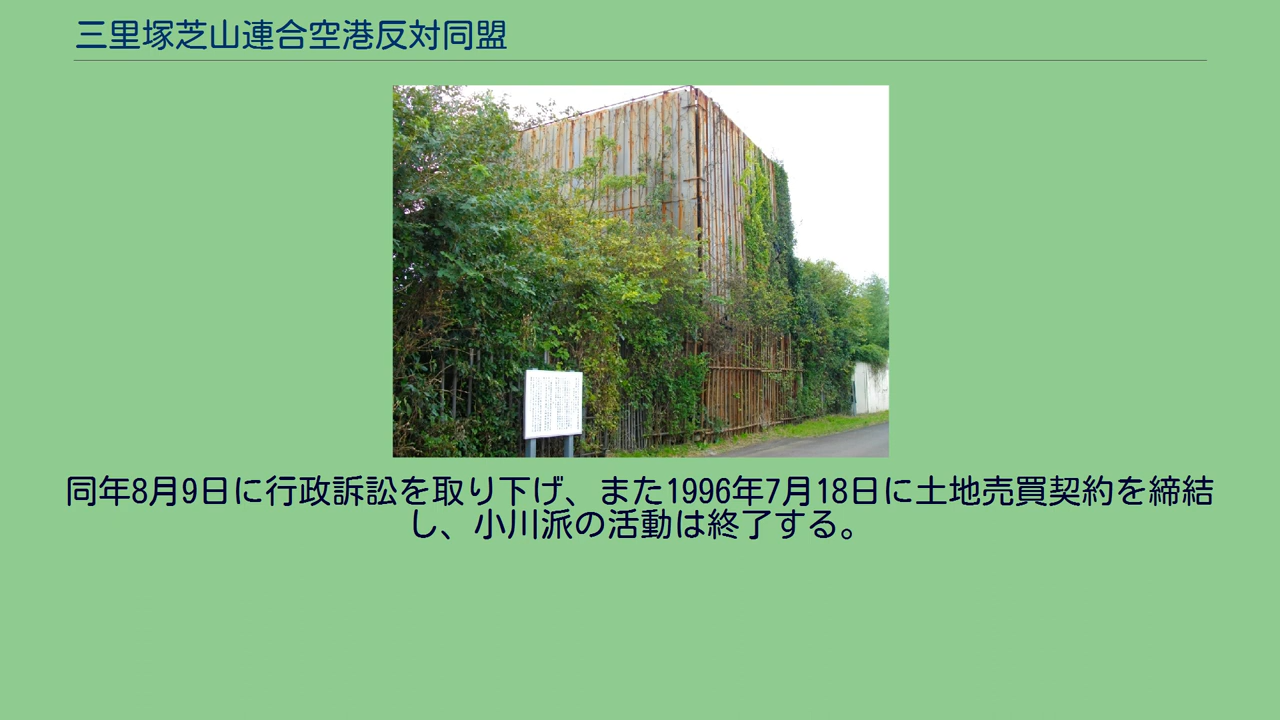 三里塚芝山連合空港反対同盟
同年8月9日に行政訴訟を取り下げ、また1996年7月18日に土地売買契約を締結
し、小川派の活動は終了する。